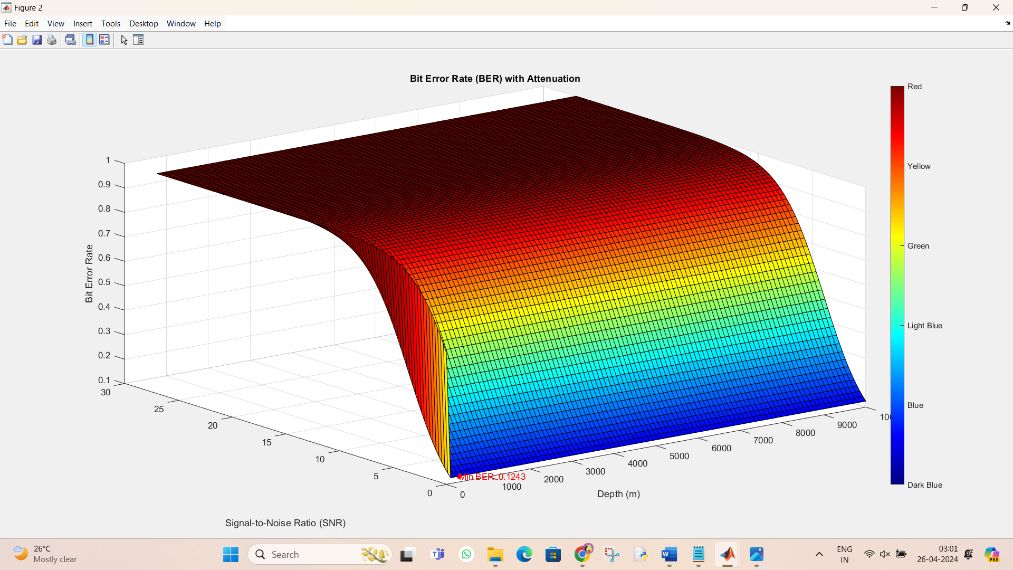 Figure 2
File Edit View Insert Tools Desktop Window Help
Bit Error Rate (BER) with Attenuation
Red
Yellow
Green
Light Blue
Blue
Dark Blue
1
0.9
0.8
0.7
0.6
0.5
0.4
0.3
0.2
0.1
Bit Error Rate
30
25
20
15
10
5
0
Signal-to-Noise Ratio (SNR)
0
1000
2000
3000
4000
5000
6000
7000
8000
9000
Depth (m)
BER: 0.1243
26°C
Mostly clear
Search
ENG
IN
03:01
26-04-2024